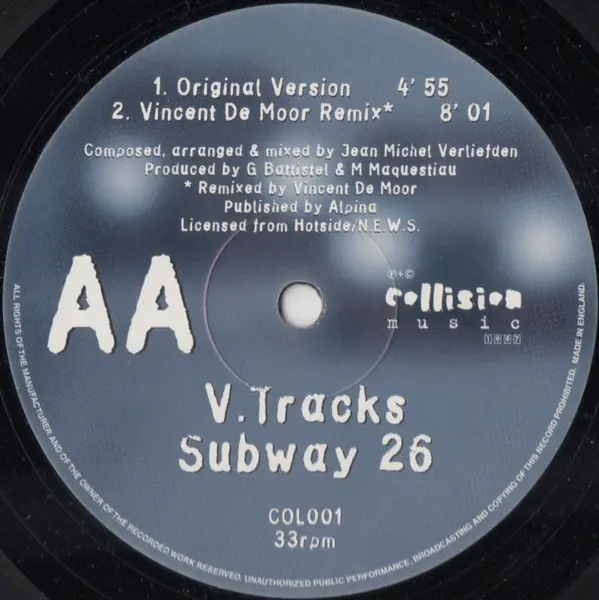 1. Original Version 4' 55
2. Vincent De Moor Remix* 8' 01
Composed, arranged & mixed by Jean Michel Verliefden
Produced by G Battistel & M Maquestiau
* Remixed by Vincent De Moor
Published by Alpina
Licensed from Hotside/N.E.W.S.
AA
℗+©
collision
music
1997
V.Tracks
Subway 26
COL001
33rpm
ALL RIGHTS OF THE MANUFACTURER AND OF THE OWNER OF THE RECORDED WORK RESERVED. UNAUTHORIZED PUBLIC PERFORMANCE, BROADCASTING AND COPYING OF THIS RECORD PROHIBITED. MADE IN ENGLAND.